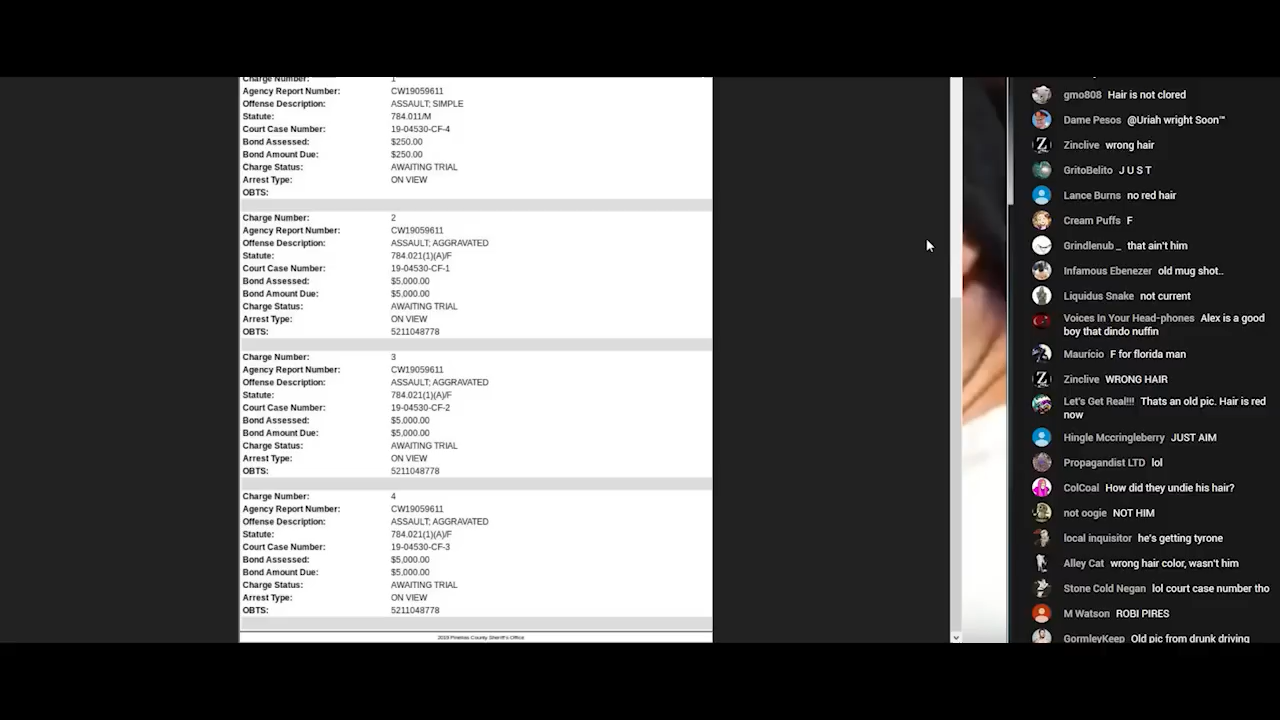 Charge Number: 1
Agency Report Number: CW19059611
Offense Description: ASSAULT; SIMPLE
Statute: 784.011/M
Court Case Number: 19-04530-CF-4
Bond Assessed: $250.00
Bond Amount Due: $250.00
Charge Status: AWAITING TRIAL
Arrest Type: ON VIEW
OBTS:
Charge Number: 2
Agency Report Number: CW19059611
Offense Description: ASSAULT; AGGRAVATED
Statute: 784.021(1)(A)/F
Court Case Number: 19-04530-CF-1
Bond Assessed: $5,000.00
Bond Amount Due: $5,000.00
Charge Status: AWAITING TRIAL
Arrest Type: ON VIEW
OBTS: 5211048778
Charge Number: 3
Agency Report Number: CW19059611
Offense Description: ASSAULT; AGGRAVATED
Statute: 784.021(1)(A)/F
Court Case Number: 19-04530-CF-2
Bond Assessed: $5,000.00
Bond Amount Due: $5,000.00
Charge Status: AWAITING TRIAL
Arrest Type: ON VIEW
OBTS: 5211048778
Charge Number: 4
Agency Report Number: CW19059611
Offense Description: ASSAULT; AGGRAVATED
Statute: 784.021(1)(A)/F
Court Case Number: 19-04530-CF-3
Bond Assessed: $5,000.00
Bond Amount Due: $5,000.00
Charge Status: AWAITING TRIAL
Arrest Type: ON VIEW
OBTS: 5211048778
2019 Pinellas County Sheriff's Office
gmo808 Hair is not clored
Dame Pesos @Uriah wright Soon™
Zinclive wrong hair
GritoBelito J U S T
Lance Burns no red hair
Cream Puffs F
Grindlenub_ that ain't him
Infamous Ebenezer old mug shot..
Liquidus Snake not current
Voices In Your Head-phones Alex is a good
boy that dindo nuffin
Maurício F for florida man
Zinclive WRONG HAIR
Let's Get Real!!! Thats an old pic. Hair is red
now
Hingle Mccringleberry JUST AIM
Propagandist LTD lol
ColCoal How did they undie his hair?
not oogie NOT HIM
local inquisitor he's getting tyrone
Alley Cat wrong hair color, wasn't him
Stone Cold Negan lol court case number tho
M Watson ROBI PIRES
GormleyKeep Old pic from drunk driving